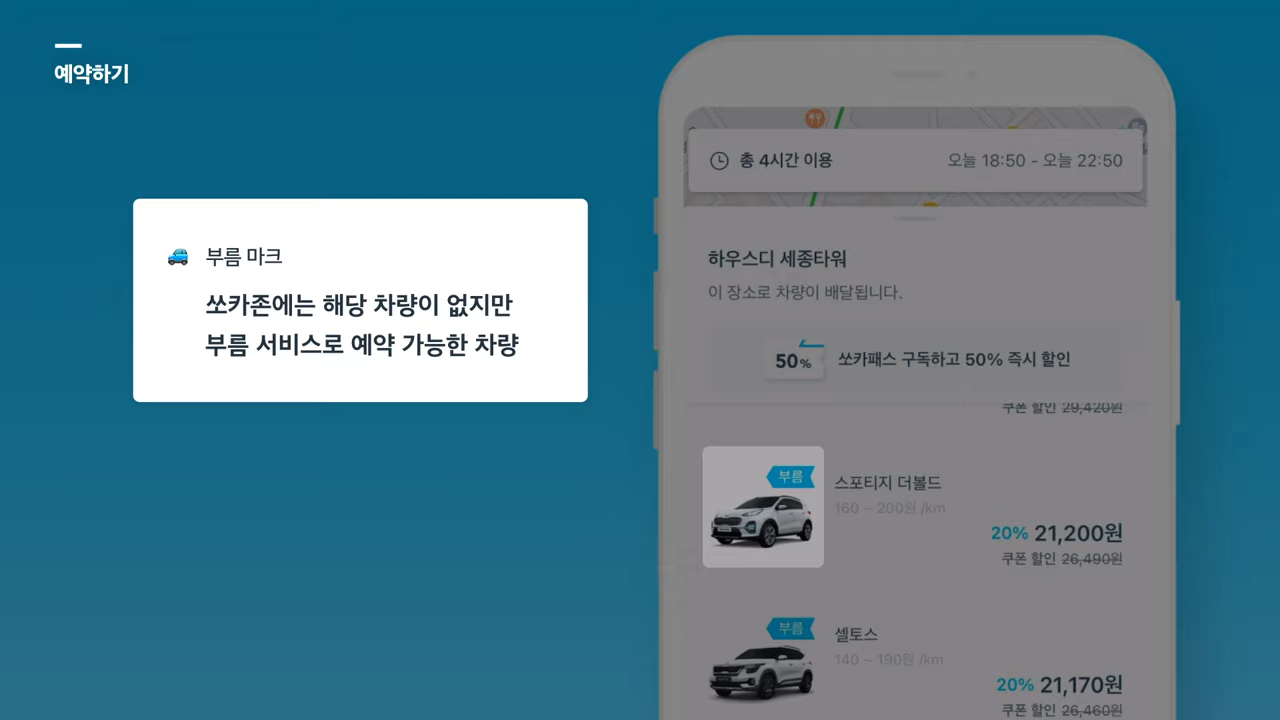 예약하기
부름 마크
쏘카존에는 해당 차량이 없지만
부름 서비스로 예약 가능한 차량
총 4시간 이용 오늘 18:50 - 오늘 22:50
하우스디 세종타워
이 장소로 차량이 배달됩니다.
50% 쏘카패스 구독하고 50% 즉시 할인
쿠폰 할인 29,420원
부름
스포티지 더볼드
160 ~ 200원 /km
20% 21,200원
쿠폰 할인 26,490원
부름
셀토스
140 ~ 190원 /km
20% 21,170원
쿠폰 할인 26,460원